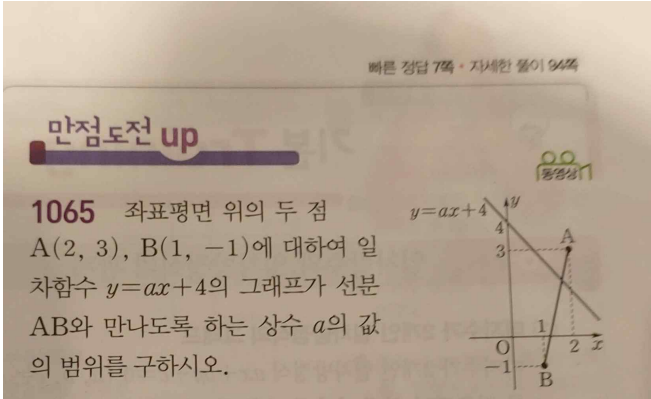 빠른 정답 7쪽 · 자세한 풀이 94쪽
만점도전 up
동영상
1065 좌표평면 위의 두 점
A(2, 3), B(1, -1)에 대하여 일
차함수 y=ax+4의 그래프가 선분
AB와 만나도록 하는 상수 a의 값
의 범위를 구하시오.
y=ax+4
y
4
A
3
1
O
2
x
-1
B